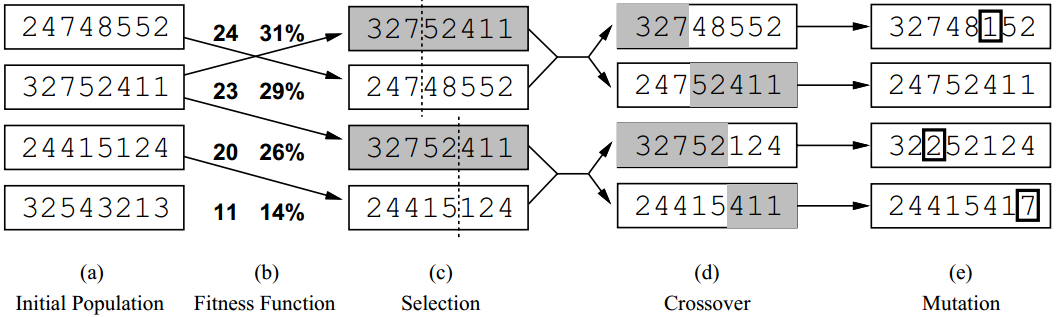 24748552 24 31% 32752411 32748552 32748152
32752411 23 29% 24748552 24752411 24752411
24415124 20 26% 32752411 32752124 32252124
32543213 11 14% 24415124 24415411 24415417
(a) (b) (c) (d) (e)
Initial Population Fitness Function Selection Crossover Mutation